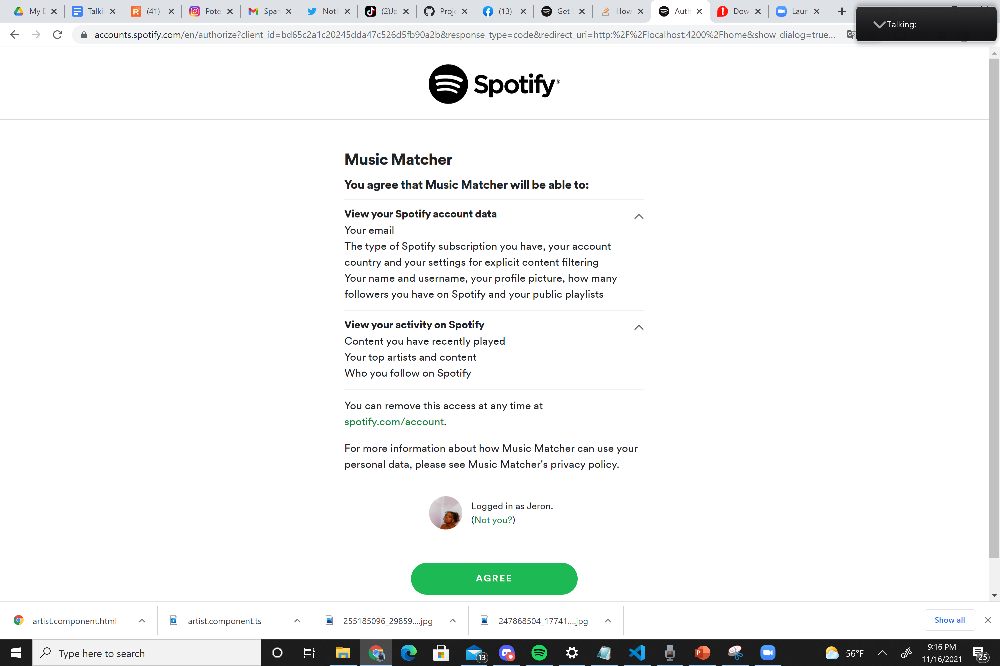 My D
Talki
(41)
Pote
Span
Noti
(2)Je
Proje
(13)
Get
How
Auth
Dow
Laun
Talking:
accounts.spotify.com/en/authorize?client_id=bd65c2a1c20245dda47c526d5fb90a2b&response_type=code&redirect_uri=http:%2F%2Flocalhost:4200%2Fhome&show_dialog=true...
Spotify®
Music Matcher
You agree that Music Matcher will be able to:
View your Spotify account data
Your email
The type of Spotify subscription you have, your account
country and your settings for explicit content filtering
Your name and username, your profile picture, how many
followers you have on Spotify and your public playlists
View your activity on Spotify
Content you have recently played
Your top artists and content
Who you follow on Spotify
You can remove this access at any time at
spotify.com/account.
For more information about how Music Matcher can use your
personal data, please see Music Matcher's privacy policy.
Logged in as Jeron.
(Not you?)
AGREE
artist.component.html
artist.component.ts
255185096_29859....jpg
247868504_17741....jpg
Show all
Type here to search
13
56°F
9:16 PM
11/16/2021
25